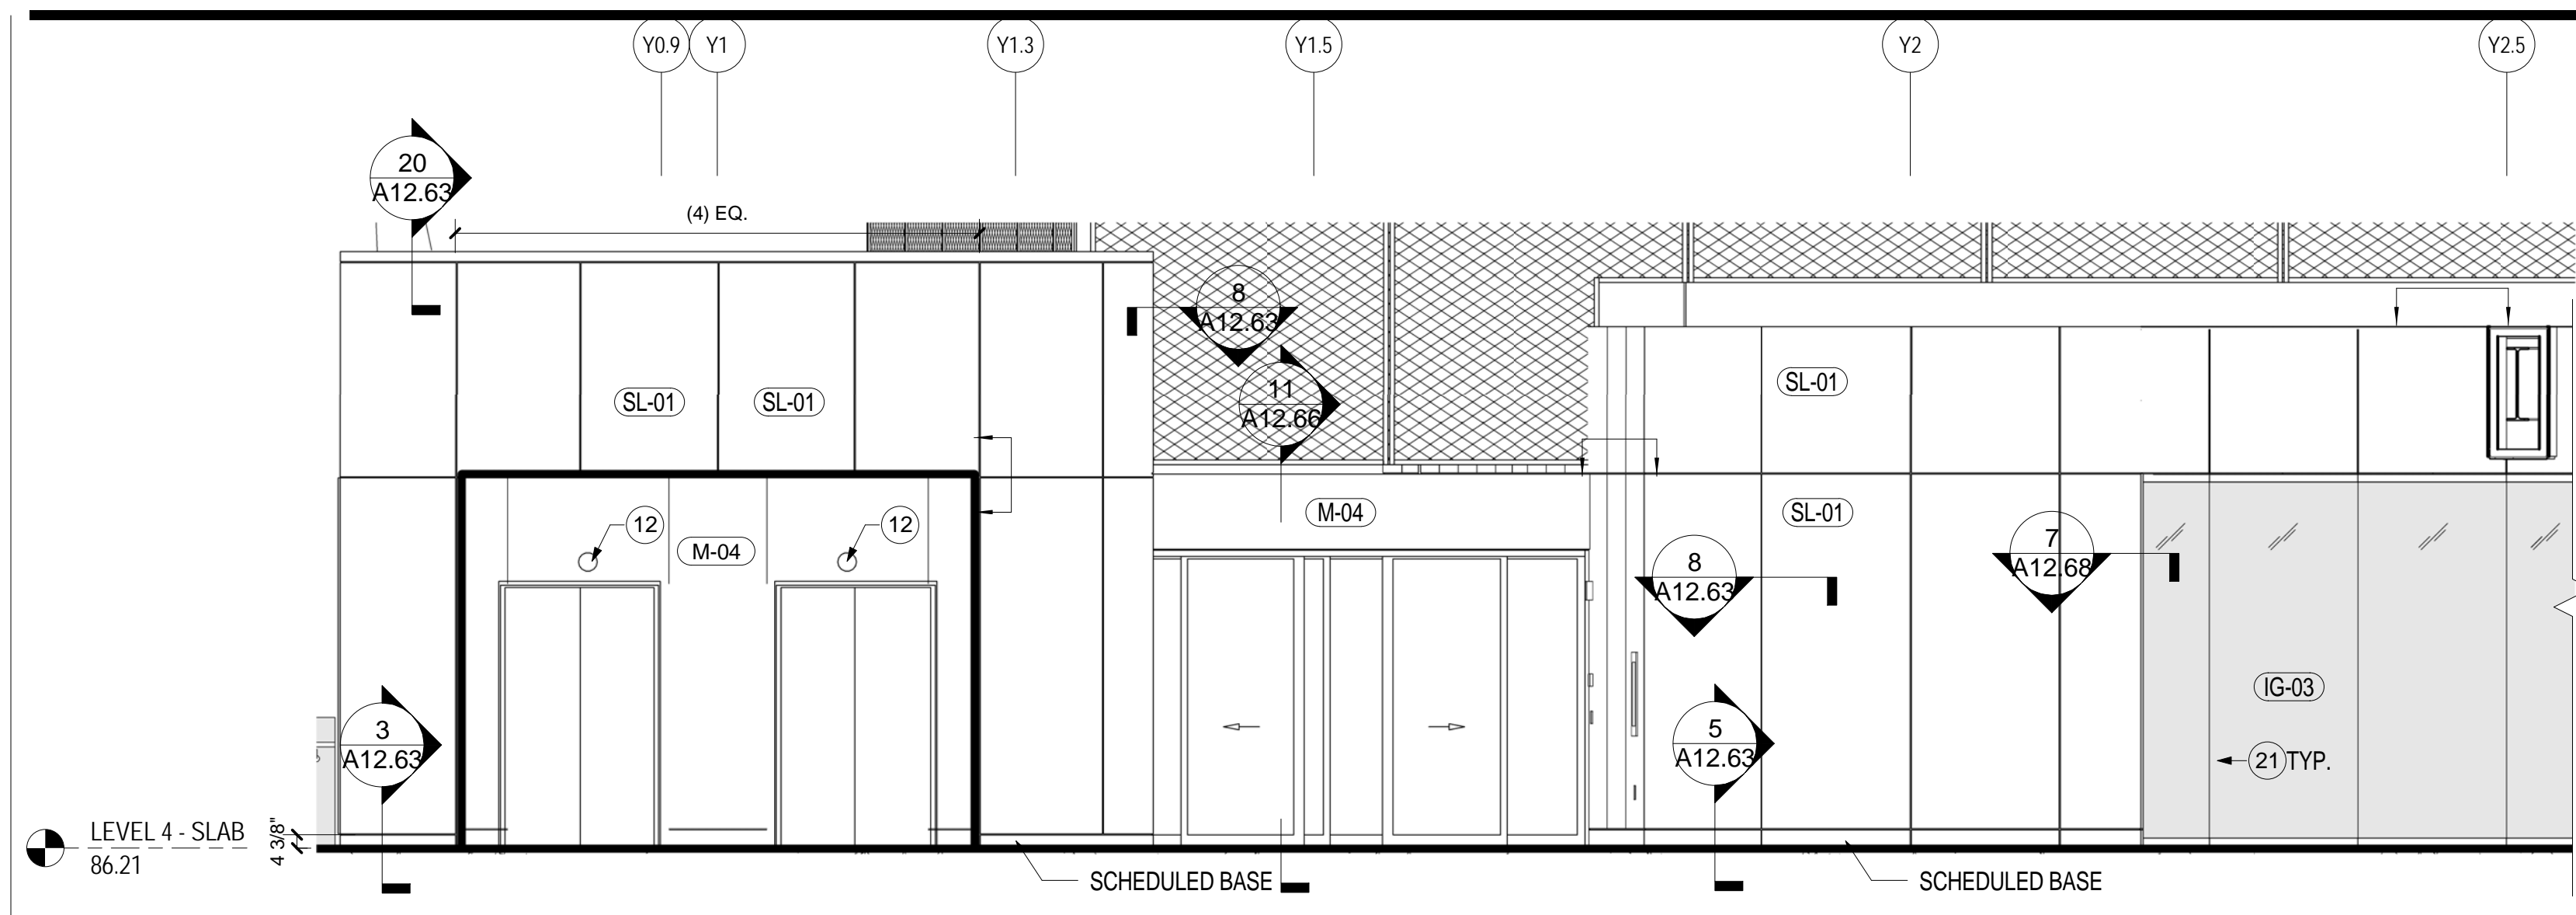 Y0.9
Y1
Y1.3
Y1.5
Y2
Y2.5
20
A12.63
(4) EQ.
8
A12.63
11
A12.66
SL-01
SL-01
SL-01
12
12
M-04
M-04
SL-01
8
A12.63
7
A12.68
IG-03
3
A12.63
5
A12.63
21 TYP.
LEVEL 4 - SLAB
86.21
4 3/8"
SCHEDULED BASE
SCHEDULED BASE